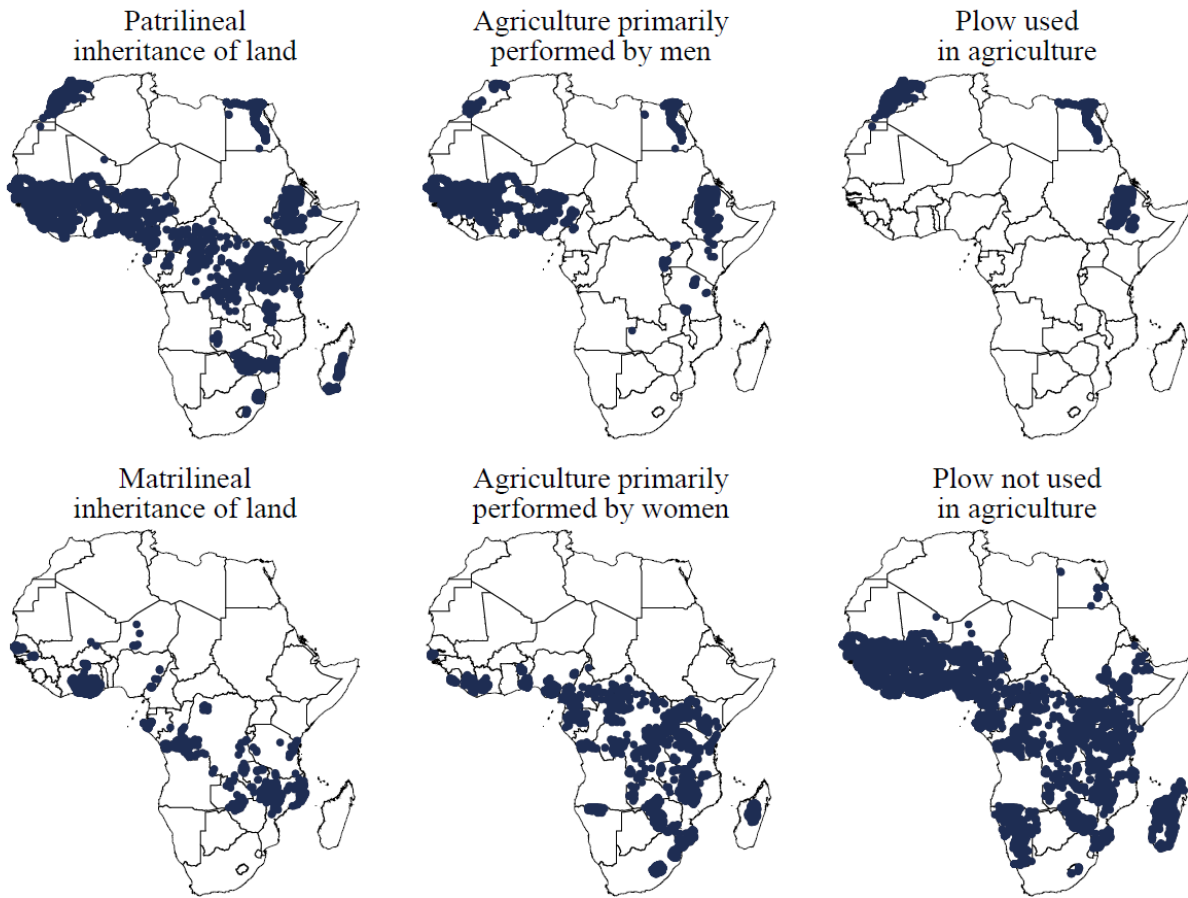 Patrilineal
inheritance of land
Agriculture primarily
performed by men
Plow used
in agriculture
Matrilineal
inheritance of land
Agriculture primarily
performed by women
Plow not used
in agriculture